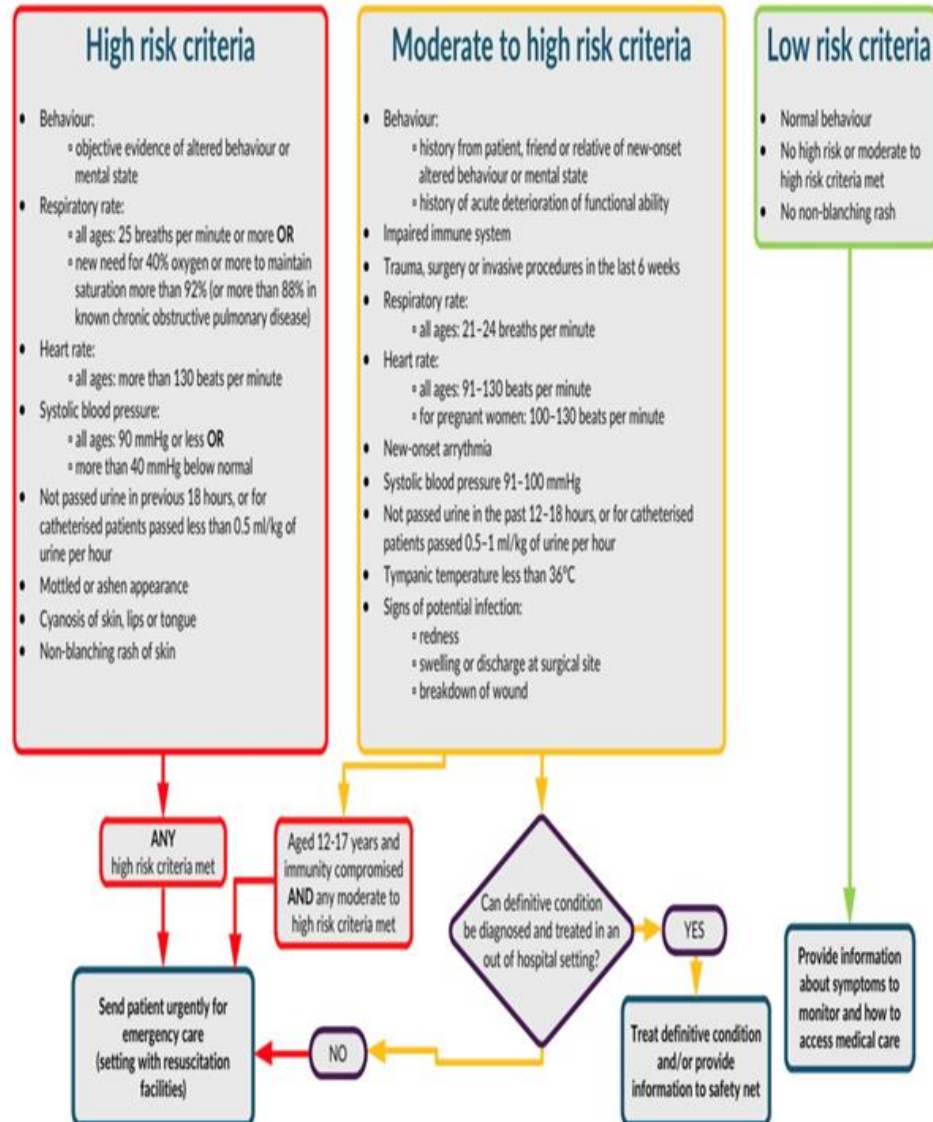 High risk criteria
• Behaviour:
▫ objective evidence of altered behaviour or
mental state
• Respiratory rate:
▫ all ages: 25 breaths per minute or more OR
▫ new need for 40% oxygen or more to maintain
saturation more than 92% (or more than 88% in
known chronic obstructive pulmonary disease)
• Heart rate:
▫ all ages: more than 130 beats per minute
• Systolic blood pressure:
▫ all ages: 90 mmHg or less OR
▫ more than 40 mmHg below normal
• Not passed urine in previous 18 hours, or for
catheterised patients passed less than 0.5 ml/kg of
urine per hour
• Mottled or ashen appearance
• Cyanosis of skin, lips or tongue
• Non-blanching rash of skin
Moderate to high risk criteria
• Behaviour:
▫ history from patient, friend or relative of new-onset
altered behaviour or mental state
▫ history of acute deterioration of functional ability
• Impaired immune system
• Trauma, surgery or invasive procedures in the last 6 weeks
• Respiratory rate:
▫ all ages: 21–24 breaths per minute
• Heart rate:
▫ all ages: 91–130 beats per minute
▫ for pregnant women: 100–130 beats per minute
• New-onset arrythmia
• Systolic blood pressure 91–100 mmHg
• Not passed urine in the past 12–18 hours, or for catheterised
patients passed 0.5–1 ml/kg of urine per hour
• Tympanic temperature less than 36°C
• Signs of potential infection:
▫ redness
▫ swelling or discharge at surgical site
▫ breakdown of wound
Low risk criteria
• Normal behaviour
• No high risk or moderate to
high risk criteria met
• No non-blanching rash
ANY
high risk criteria met
Aged 12-17 years and
immunity compromised
AND any moderate to
high risk criteria met
Can definitive condition
be diagnosed and treated in an
out of hospital setting?
YES
NO
Send patient urgently for
emergency care
(setting with resuscitation
facilities)
Treat definitive condition
and/or provide
information to safety net
Provide information
about symptoms to
monitor and how to
access medical care